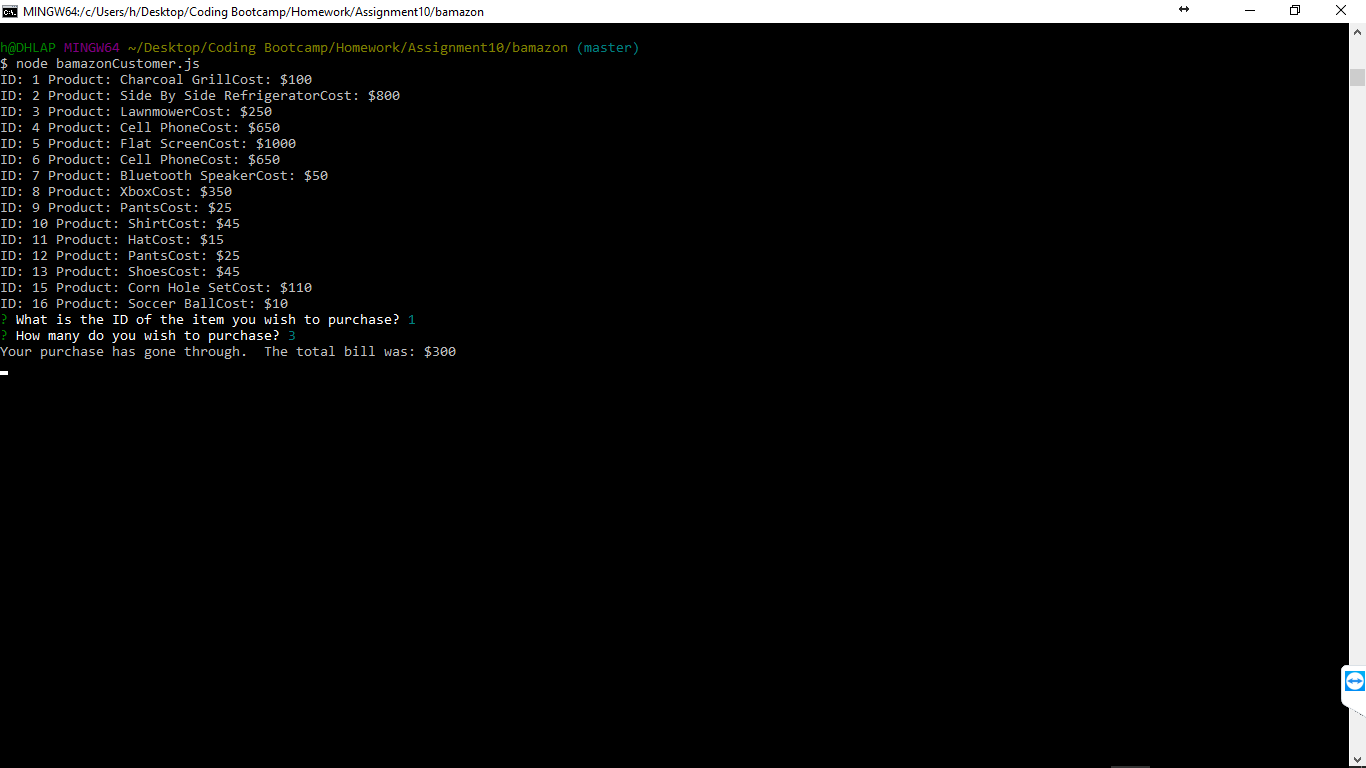 MINGW64:/c/Users/h/Desktop/Coding Bootcamp/Homework/Assignment10/bamazon
h@DHLAP MINGW64 ~/Desktop/Coding Bootcamp/Homework/Assignment10/bamazon (master)
$ node bamazonCustomer.js
ID: 1 Product: Charcoal GrillCost: $100
ID: 2 Product: Side By Side RefrigeratorCost: $800
ID: 3 Product: LawnmowerCost: $250
ID: 4 Product: Cell PhoneCost: $650
ID: 5 Product: Flat ScreenCost: $1000
ID: 6 Product: Cell PhoneCost: $650
ID: 7 Product: Bluetooth SpeakerCost: $50
ID: 8 Product: XboxCost: $350
ID: 9 Product: PantsCost: $25
ID: 10 Product: ShirtCost: $45
ID: 11 Product: HatCost: $15
ID: 12 Product: PantsCost: $25
ID: 13 Product: ShoesCost: $45
ID: 15 Product: Corn Hole SetCost: $110
ID: 16 Product: Soccer BallCost: $10
? What is the ID of the item you wish to purchase? 1
? How many do you wish to purchase? 3
Your purchase has gone through.  The total bill was: $300